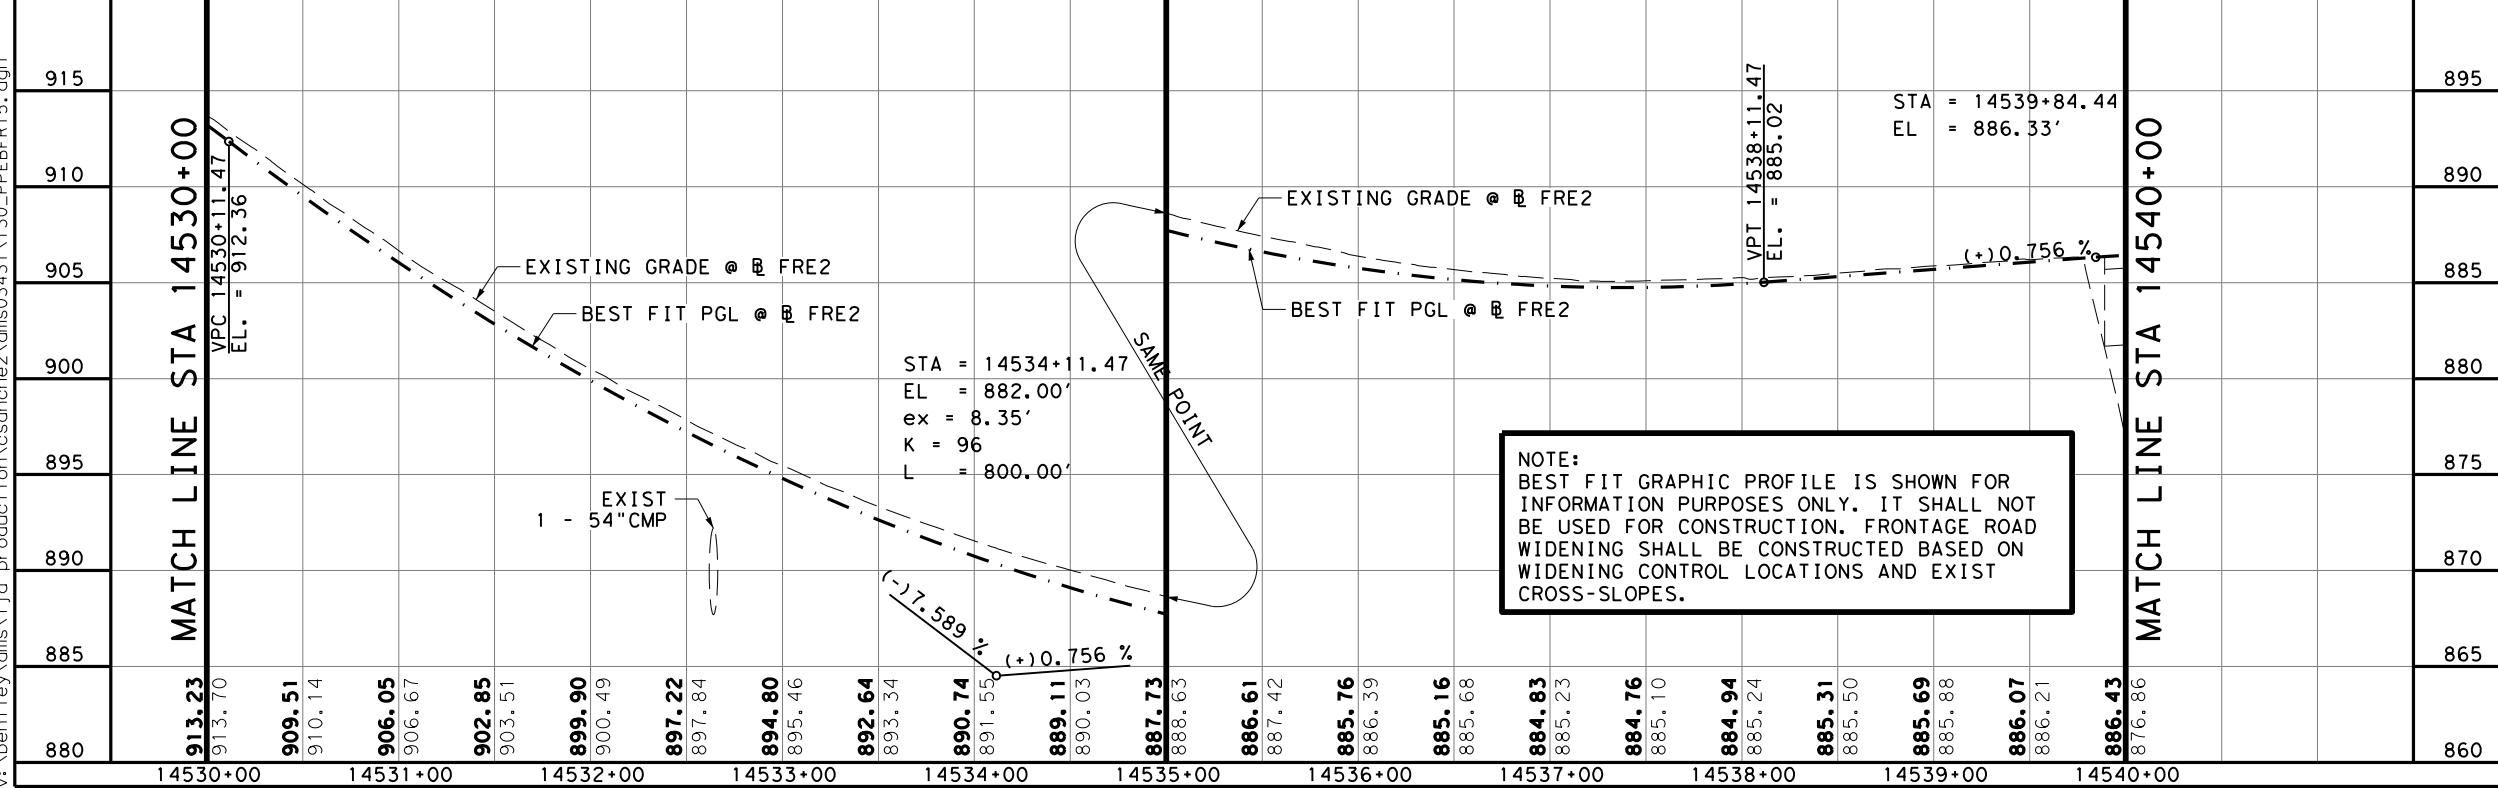 915
910
905
900
895
890
885
880
MATCH LINE STA 14530+00
VPC 14530+11.47
EL. = 912.36
EXISTING GRADE @ BL FRE2
BEST FIT PGL @ BL FRE2
STA = 14534+11.47
EL = 882.00'
ex = 8.35'
K = 96
L = 800.00'
EXIST
1 - 54"CMP
(-)7.589 %
(+)0.756 %
SAME POINT
EXISTING GRADE @ BL FRE2
BEST FIT PGL @ BL FRE2
VPT 14538+11.47
EL. = 885.02
STA = 14539+84.44
EL = 886.33'
(+)0.756 %
NOTE:
BEST FIT GRAPHIC PROFILE IS SHOWN FOR
INFORMATION PURPOSES ONLY. IT SHALL NOT
BE USED FOR CONSTRUCTION. FRONTAGE ROAD
WIDENING SHALL BE CONSTRUCTED BASED ON
WIDENING CONTROL LOCATIONS AND EXIST
CROSS-SLOPES.
MATCH LINE STA 14540+00
895
890
885
880
875
870
865
860
913.23
913.70
909.51
910.14
906.05
906.67
902.85
903.51
899.90
900.49
897.22
897.84
894.80
895.46
892.64
893.34
890.74
891.55
889.11
890.03
887.73
888.63
886.61
887.42
885.76
886.39
885.16
885.68
884.83
885.23
884.76
885.10
884.94
885.24
885.31
885.50
885.69
885.88
886.07
886.21
886.43
876.86
14530+00 14531+00 14532+00 14533+00 14534+00 14535+00 14536+00 14537+00 14538+00 14539+00 14540+00